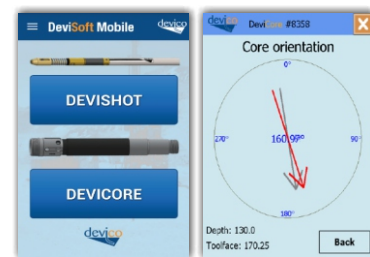 DeviSoft Mobile
devico
DEVISHOT
DEVICORE
devico
devico
DeviCore #8358
X
Core orientation
0°
270°
160.97°
90°
180°
Depth: 130.0
Toolface: 170.25
Back